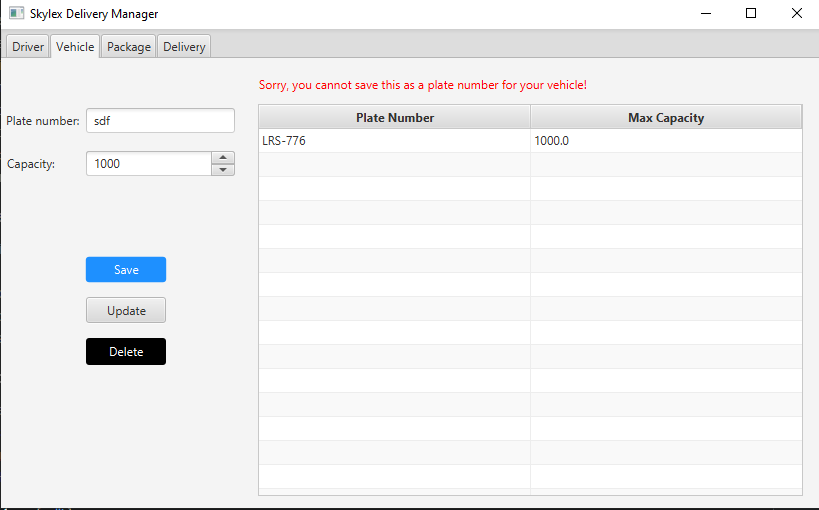 Skylex Delivery Manager
Driver Vehicle Package Delivery
Sorry, you cannot save this as a plate number for your vehicle!
Plate number: sdf
Capacity: 1000
Save
Update
Delete
Plate Number Max Capacity
LRS-776 1000.0